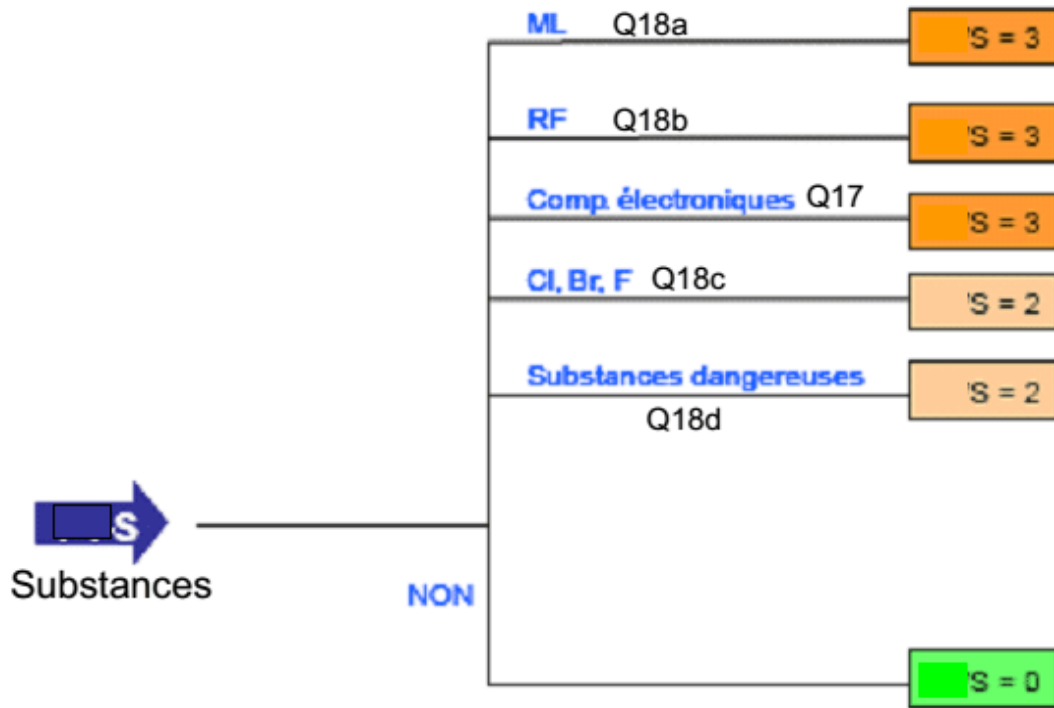 ML Q18a
'S = 3
RF Q18b
'S = 3
Comp. électroniques Q17
'S = 3
Cl, Br, F Q18c
'S = 2
Substances dangereuses
'S = 2
Q18d
S
Substances
NON
'S = 0